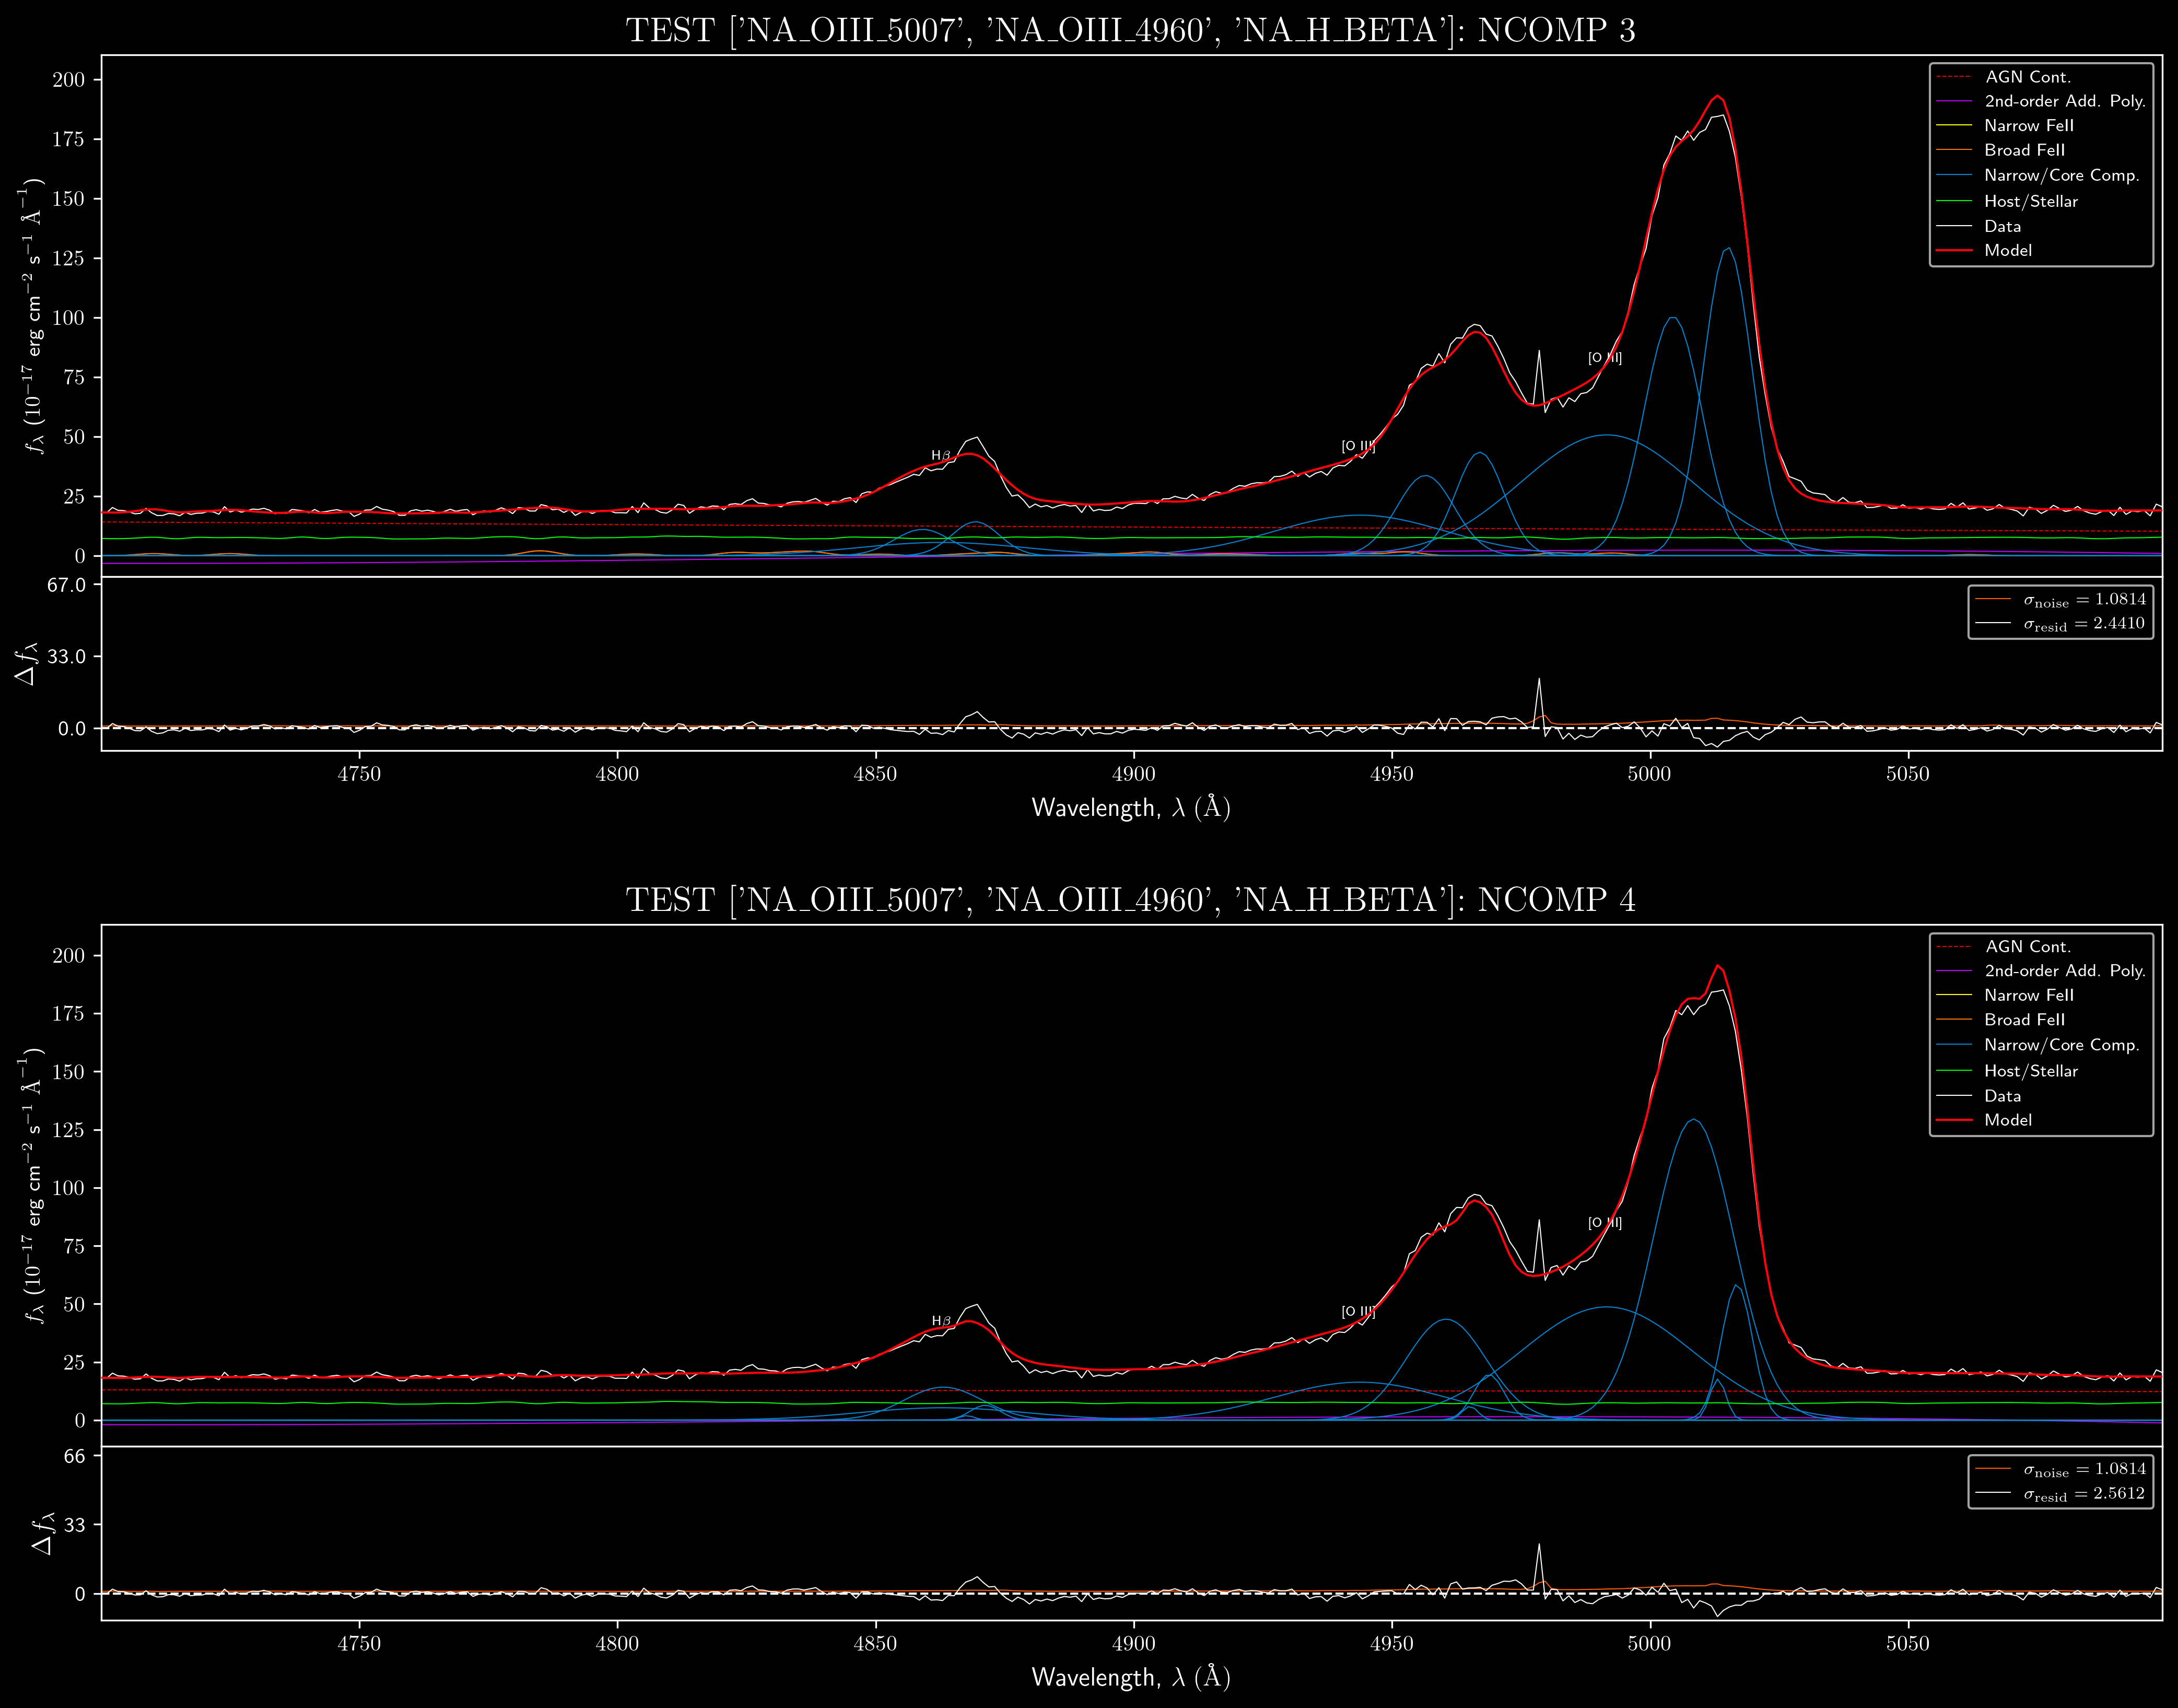 TEST ['NA_OIII_5007', 'NA_OIII_4960', 'NA_H_BETA']: NCOMP 3
200
175
150
125
100
75
50
25
0
fλ (10−17 erg cm−2 s−1 Å−1)
Hβ
[O III]
[O III]
AGN Cont.
2nd-order Add. Poly.
Narrow FeII
Broad FeII
Narrow/Core Comp.
Host/Stellar
Data
Model
67.0
33.0
0.0
Δfλ
σnoise = 1.0814
σresid = 2.4410
4750 4800 4850 4900 4950 5000 5050
Wavelength, λ (Å)
TEST ['NA_OIII_5007', 'NA_OIII_4960', 'NA_H_BETA']: NCOMP 4
200
175
150
125
100
75
50
25
0
fλ (10−17 erg cm−2 s−1 Å−1)
Hβ
[O III]
[O III]
AGN Cont.
2nd-order Add. Poly.
Narrow FeII
Broad FeII
Narrow/Core Comp.
Host/Stellar
Data
Model
66
33
0
Δfλ
σnoise = 1.0814
σresid = 2.5612
4750 4800 4850 4900 4950 5000 5050
Wavelength, λ (Å)